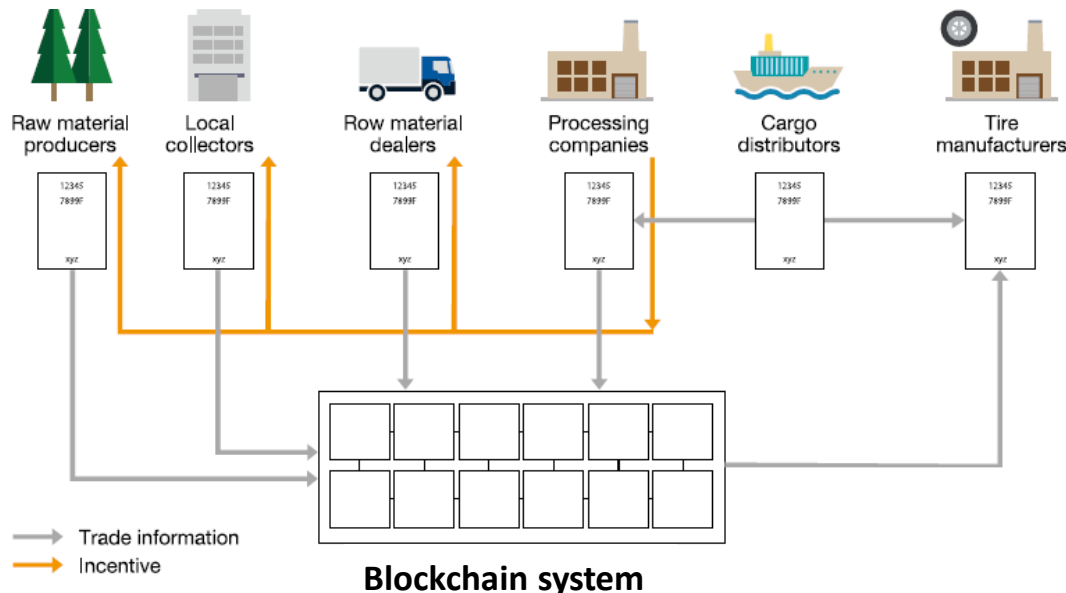 Raw material
producers
Local
collectors
Row material
dealers
Processing
companies
Cargo
distributors
Tire
manufacturers
12345
7899F
xyz
12345
7899F
xyz
12345
7899F
xyz
12345
7899F
xyz
12345
7899F
xyz
12345
7899F
xyz
Trade information
Incentive
Blockchain system